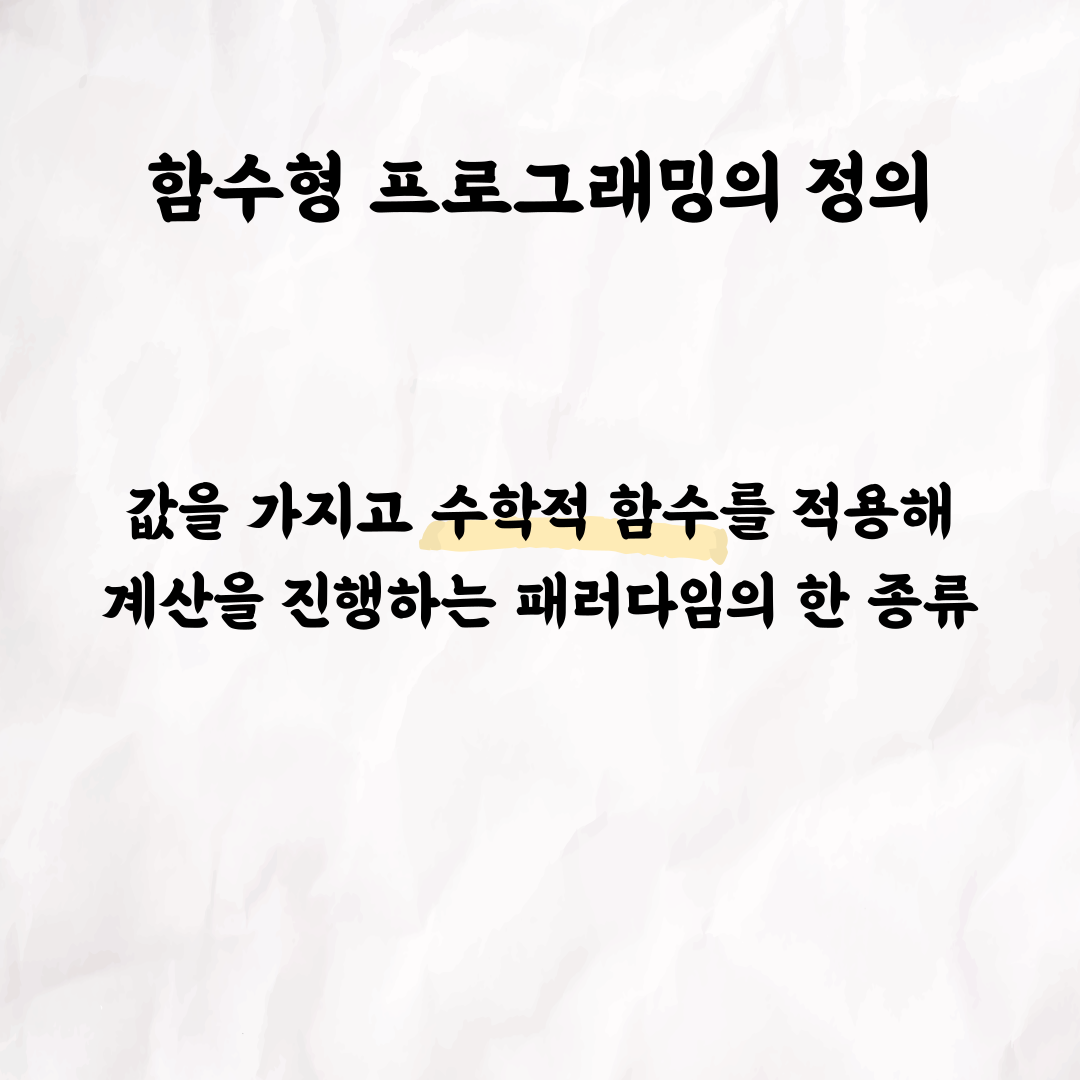 함수형 프로그래밍의 정의
값을 가지고 수학적 함수를 적용해
계산을 진행하는 패러다임의 한 종류